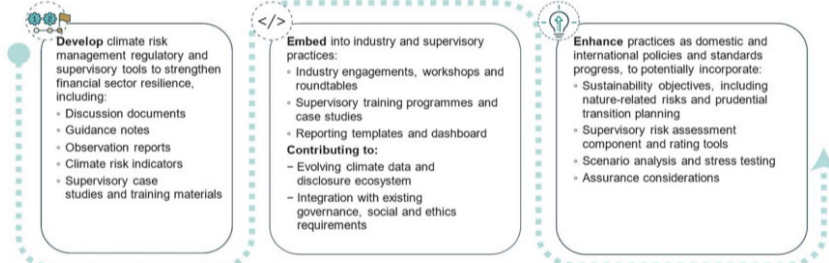 1 2
</>
Develop climate risk
management regulatory and
supervisory tools to strengthen
financial sector resilience,
including:
◦ Discussion documents
◦ Guidance notes
◦ Observation reports
◦ Climate risk indicators
◦ Supervisory case
studies and training materials
Embed into industry and supervisory
practices:
◦ Industry engagements, workshops and
roundtables
◦ Supervisory training programmes and
case studies
◦ Reporting templates and dashboard
Contributing to:
– Evolving climate data and
disclosure ecosystem
– Integration with existing
governance, social and ethics
requirements
Enhance practices as domestic and
international policies and standards
progress, to potentially incorporate:
◦ Sustainability objectives, including
nature-related risks and prudential
transition planning
◦ Supervisory risk assessment
component and rating tools
◦ Scenario analysis and stress testing
◦ Assurance considerations